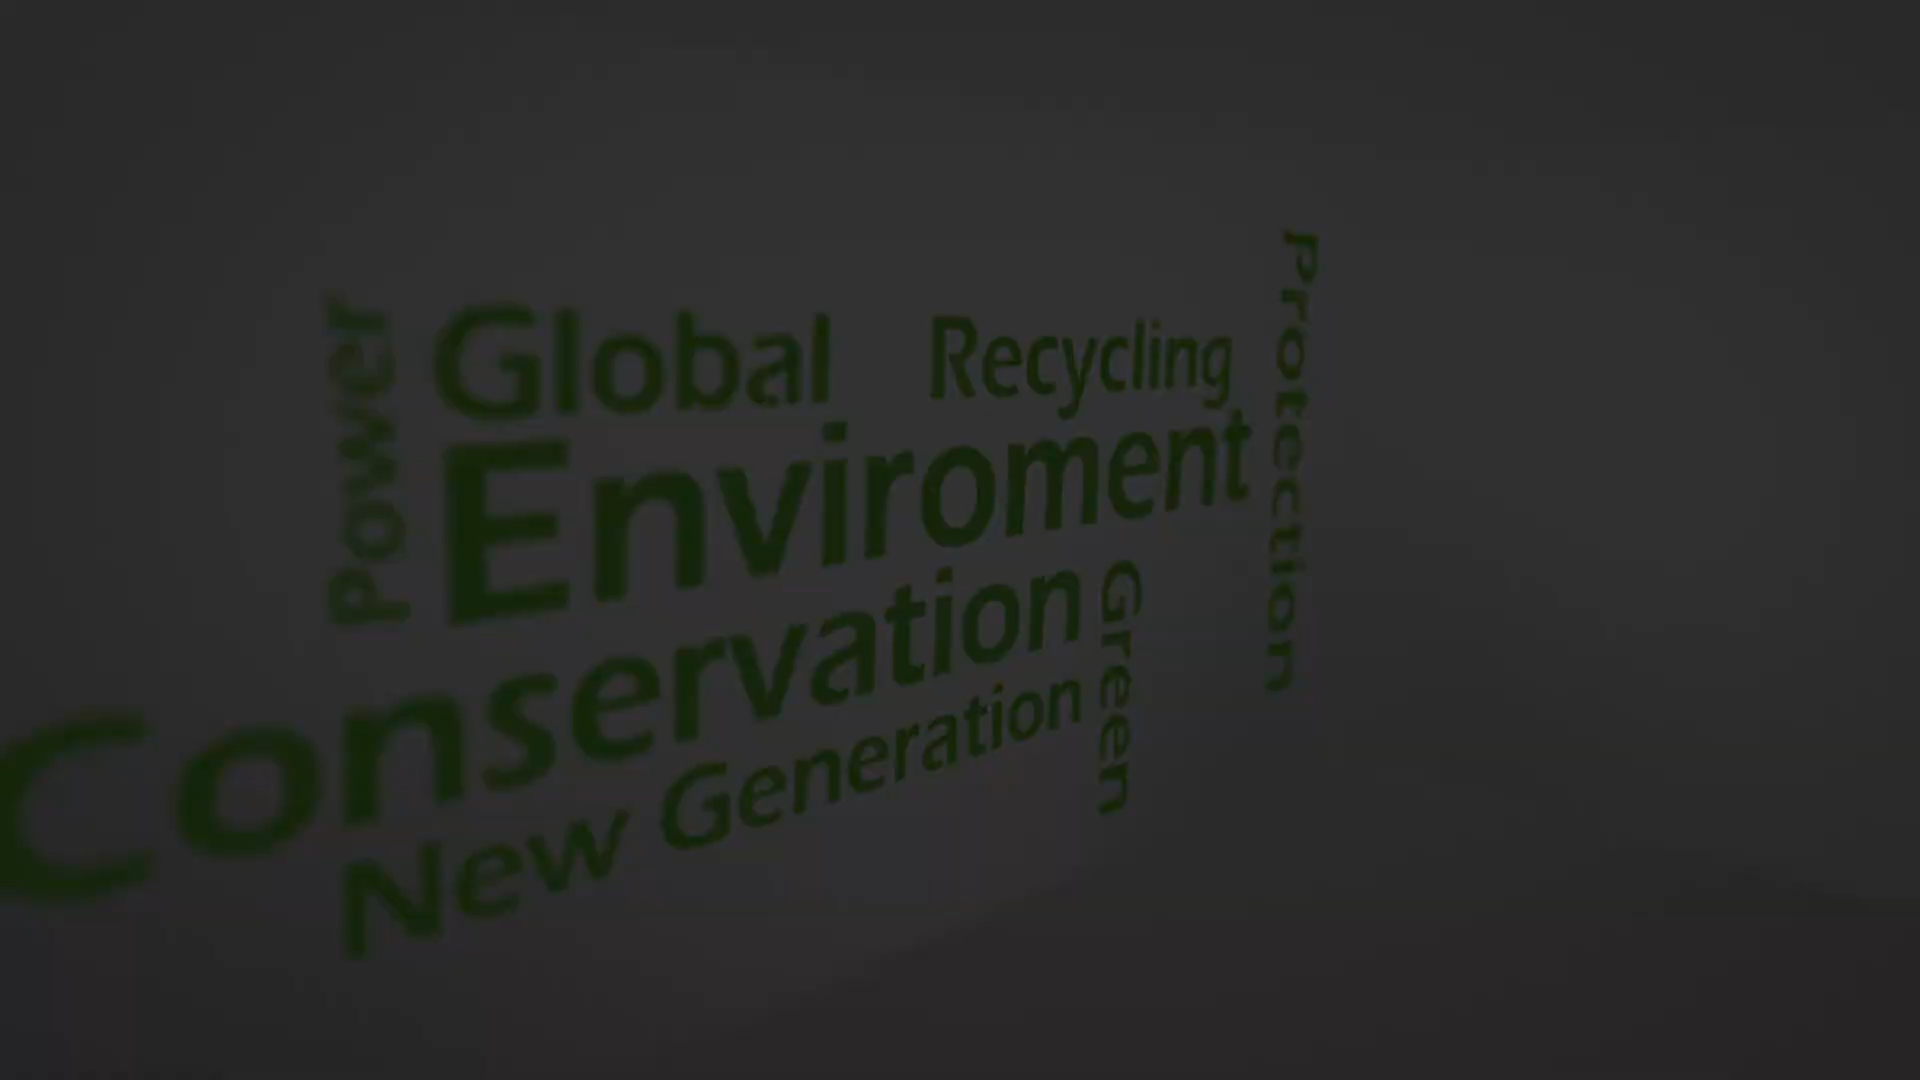 Power
Global
Recycling
Protection
Enviroment
Conservation
Green
New Generation